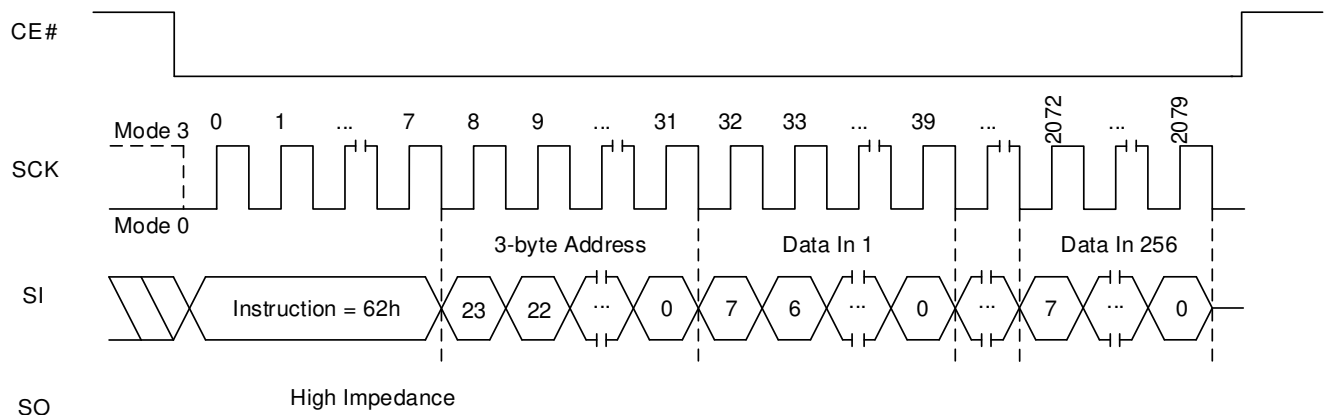 CE#
Mode 3
0 1 ... 7 8 9 ... 31 32 33 ... 39 ... 2072 ... 2079
SCK
Mode 0
3-byte Address Data In 1 Data In 256
SI Instruction = 62h 23 22 ... 0 7 6 ... 0 ... 7 ... 0
High Impedance
SO